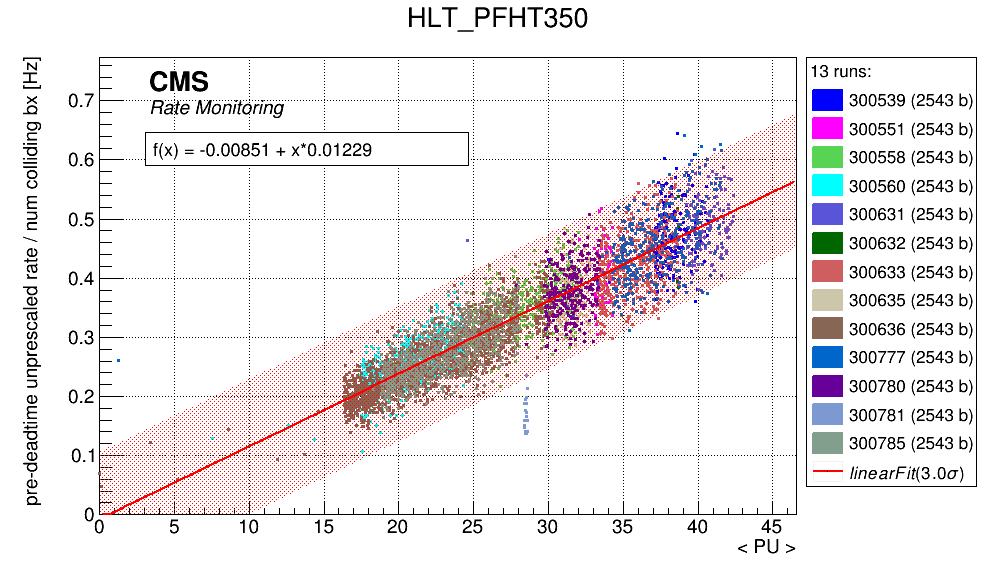 HLT_PFHT350
pre-deadtime unprescaled rate / num colliding bx [Hz]
CMS
Rate Monitoring
f(x) = -0.00851 + x*0.01229
0.7
0.6
0.5
0.4
0.3
0.2
0.1
0
0 5 10 15 20 25 30 35 40 45
< PU >
13 runs:
300539 (2543 b)
300551 (2543 b)
300558 (2543 b)
300560 (2543 b)
300631 (2543 b)
300632 (2543 b)
300633 (2543 b)
300635 (2543 b)
300636 (2543 b)
300777 (2543 b)
300780 (2543 b)
300781 (2543 b)
300785 (2543 b)
linearFit(3.0σ)